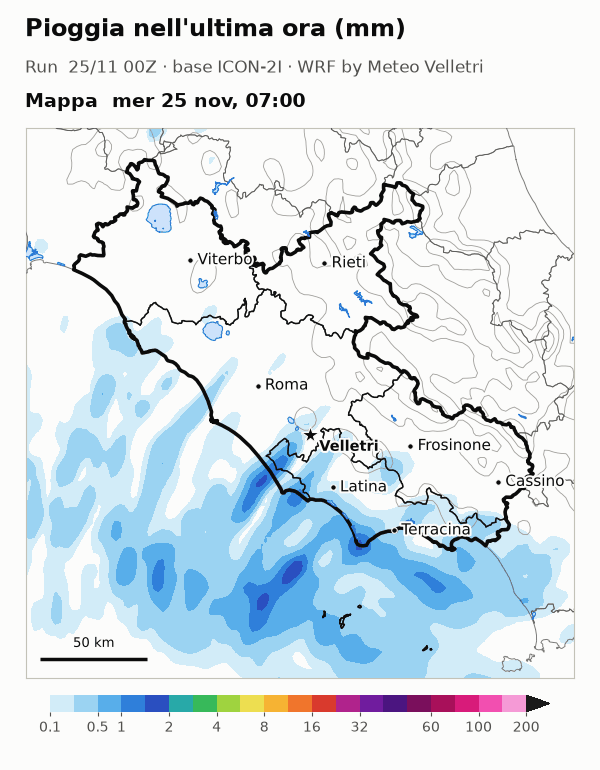 Pioggia nell'ultima ora (mm)
Run 25/11 00Z · base ICON-2I · WRF by Meteo Velletri
Mappa mer 25 nov, 07:00
Viterbo
Rieti
Roma
Velletri
Frosinone
Cassino
Latina
Terracina
50 km
0.1 0.5 1 2 4 8 16 32 60 100 200